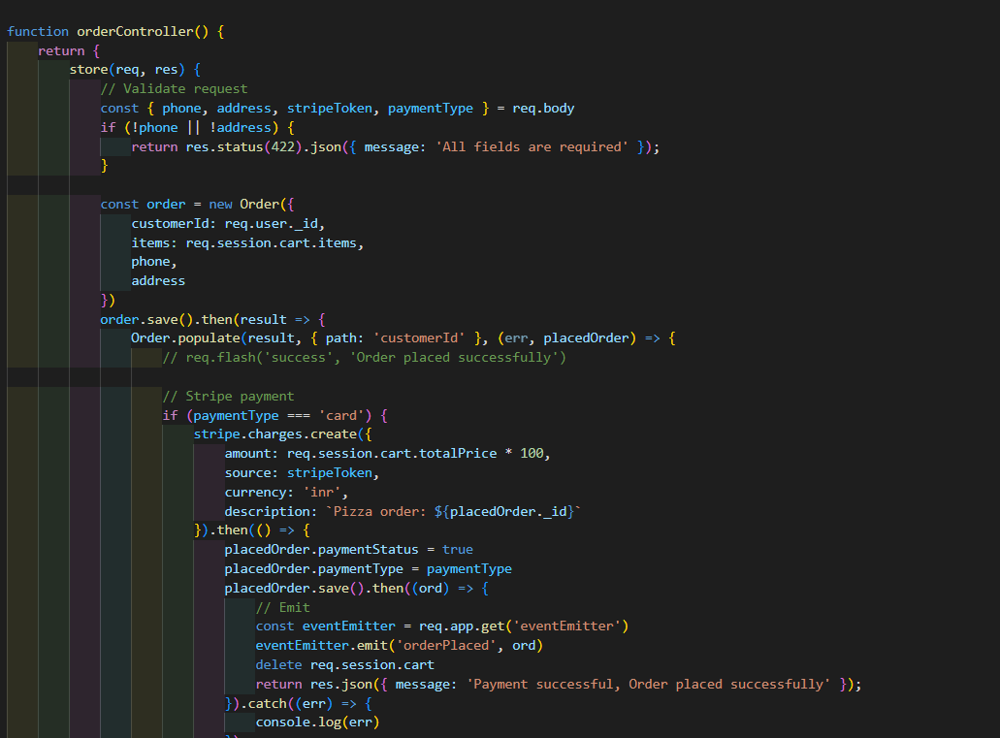 function orderController() {
    return {
        store(req, res) {
            // Validate request
            const { phone, address, stripeToken, paymentType } = req.body
            if (!phone || !address) {
                return res.status(422).json({ message: 'All fields are required' });
            }

            const order = new Order({
                customerId: req.user._id,
                items: req.session.cart.items,
                phone,
                address
            })
            order.save().then(result => {
                Order.populate(result, { path: 'customerId' }, (err, placedOrder) => {
                    // req.flash('success', 'Order placed successfully')

                    // Stripe payment
                    if (paymentType === 'card') {
                        stripe.charges.create({
                            amount: req.session.cart.totalPrice * 100,
                            source: stripeToken,
                            currency: 'inr',
                            description: `Pizza order: ${placedOrder._id}`
                        }).then(() => {
                            placedOrder.paymentStatus = true
                            placedOrder.paymentType = paymentType
                            placedOrder.save().then((ord) => {
                                // Emit
                                const eventEmitter = req.app.get('eventEmitter')
                                eventEmitter.emit('orderPlaced', ord)
                                delete req.session.cart
                                return res.json({ message: 'Payment successful, Order placed successfully' });
                            }).catch((err) => {
                                console.log(err)